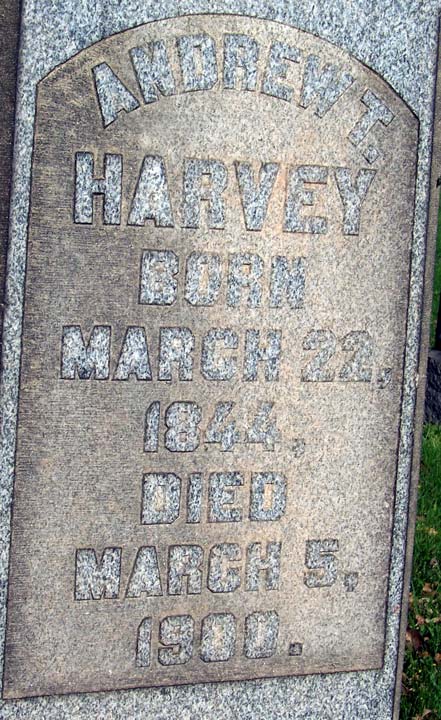 ANDREW T.
HARVEY
BORN
MARCH 22,
1844,
DIED
MARCH 5,
1900.